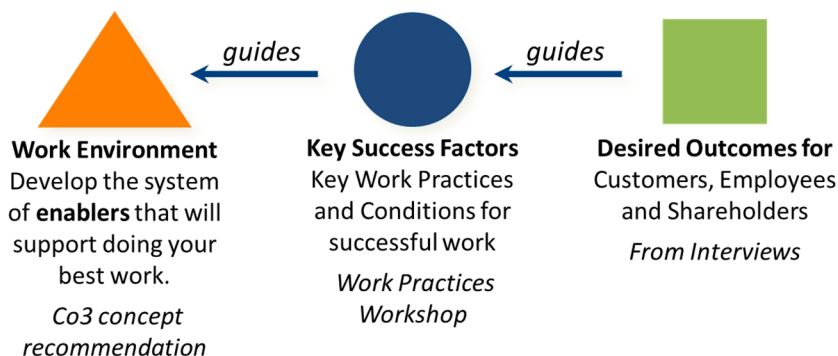 guides
guides
Work Environment
Develop the system
of enablers that will
support doing your
best work.
Co3 concept
recommendation
Key Success Factors
Key Work Practices
and Conditions for
successful work
Work Practices
Workshop
Desired Outcomes for
Customers, Employees
and Shareholders
From Interviews